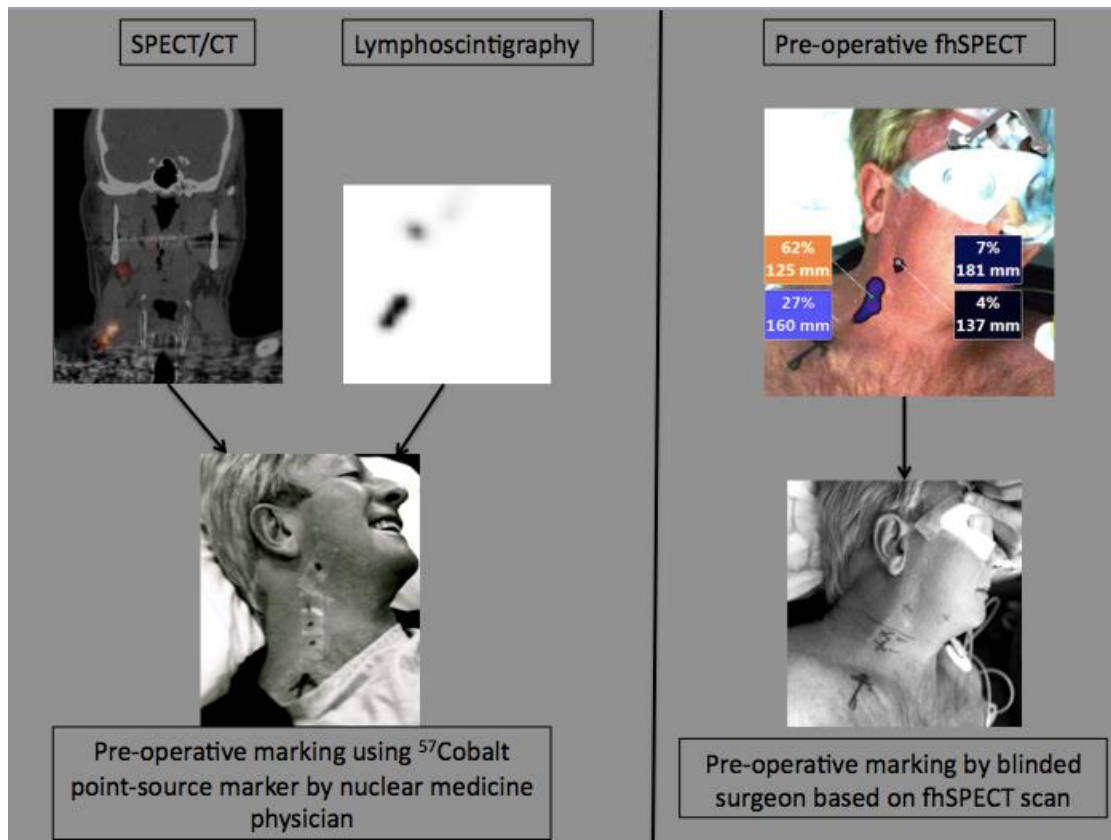 SPECT/CT
Lymphoscintigraphy
Pre-operative fhSPECT
62%
125 mm
7%
181 mm
27%
160 mm
4%
137 mm
Pre-operative marking using ⁵⁷Cobalt
point-source marker by nuclear medicine
physician
Pre-operative marking by blinded
surgeon based on fhSPECT scan